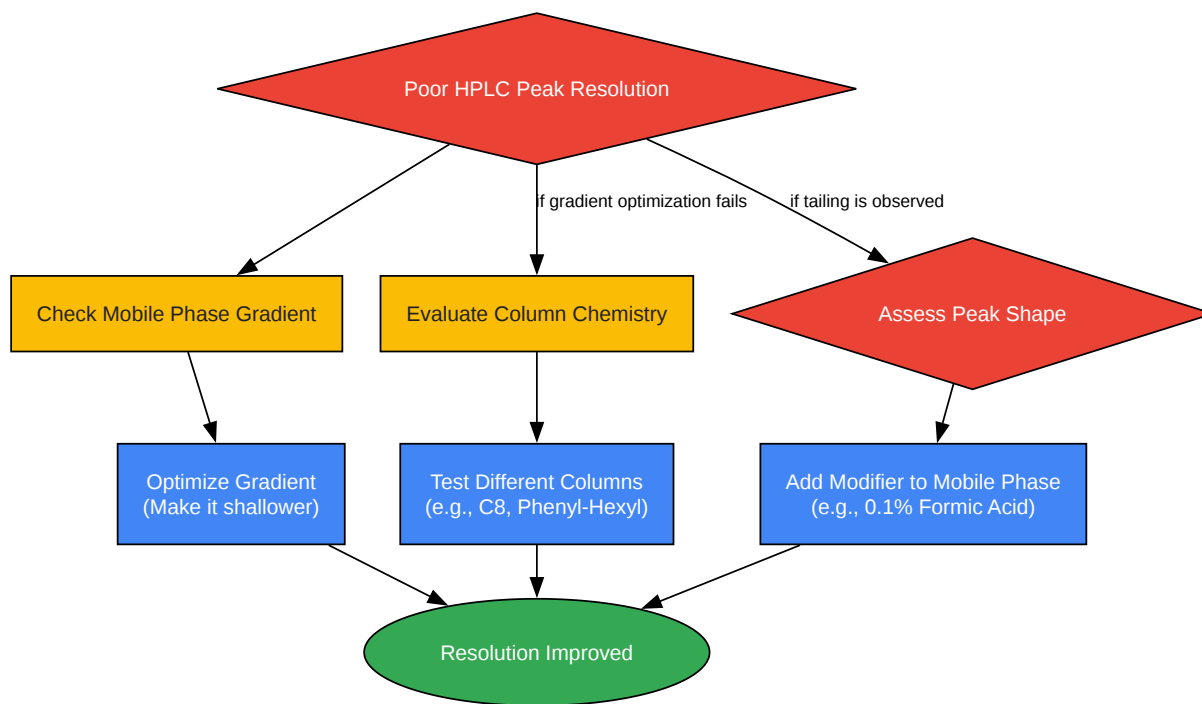 Poor HPLC Peak Resolution
if gradient optimization fails
if tailing is observed
Check Mobile Phase Gradient
Evaluate Column Chemistry
Assess Peak Shape
Optimize Gradient
(Make it shallower)
Test Different Columns
(e.g., C8, Phenyl-Hexyl)
Add Modifier to Mobile Phase
(e.g., 0.1% Formic Acid)
Resolution Improved